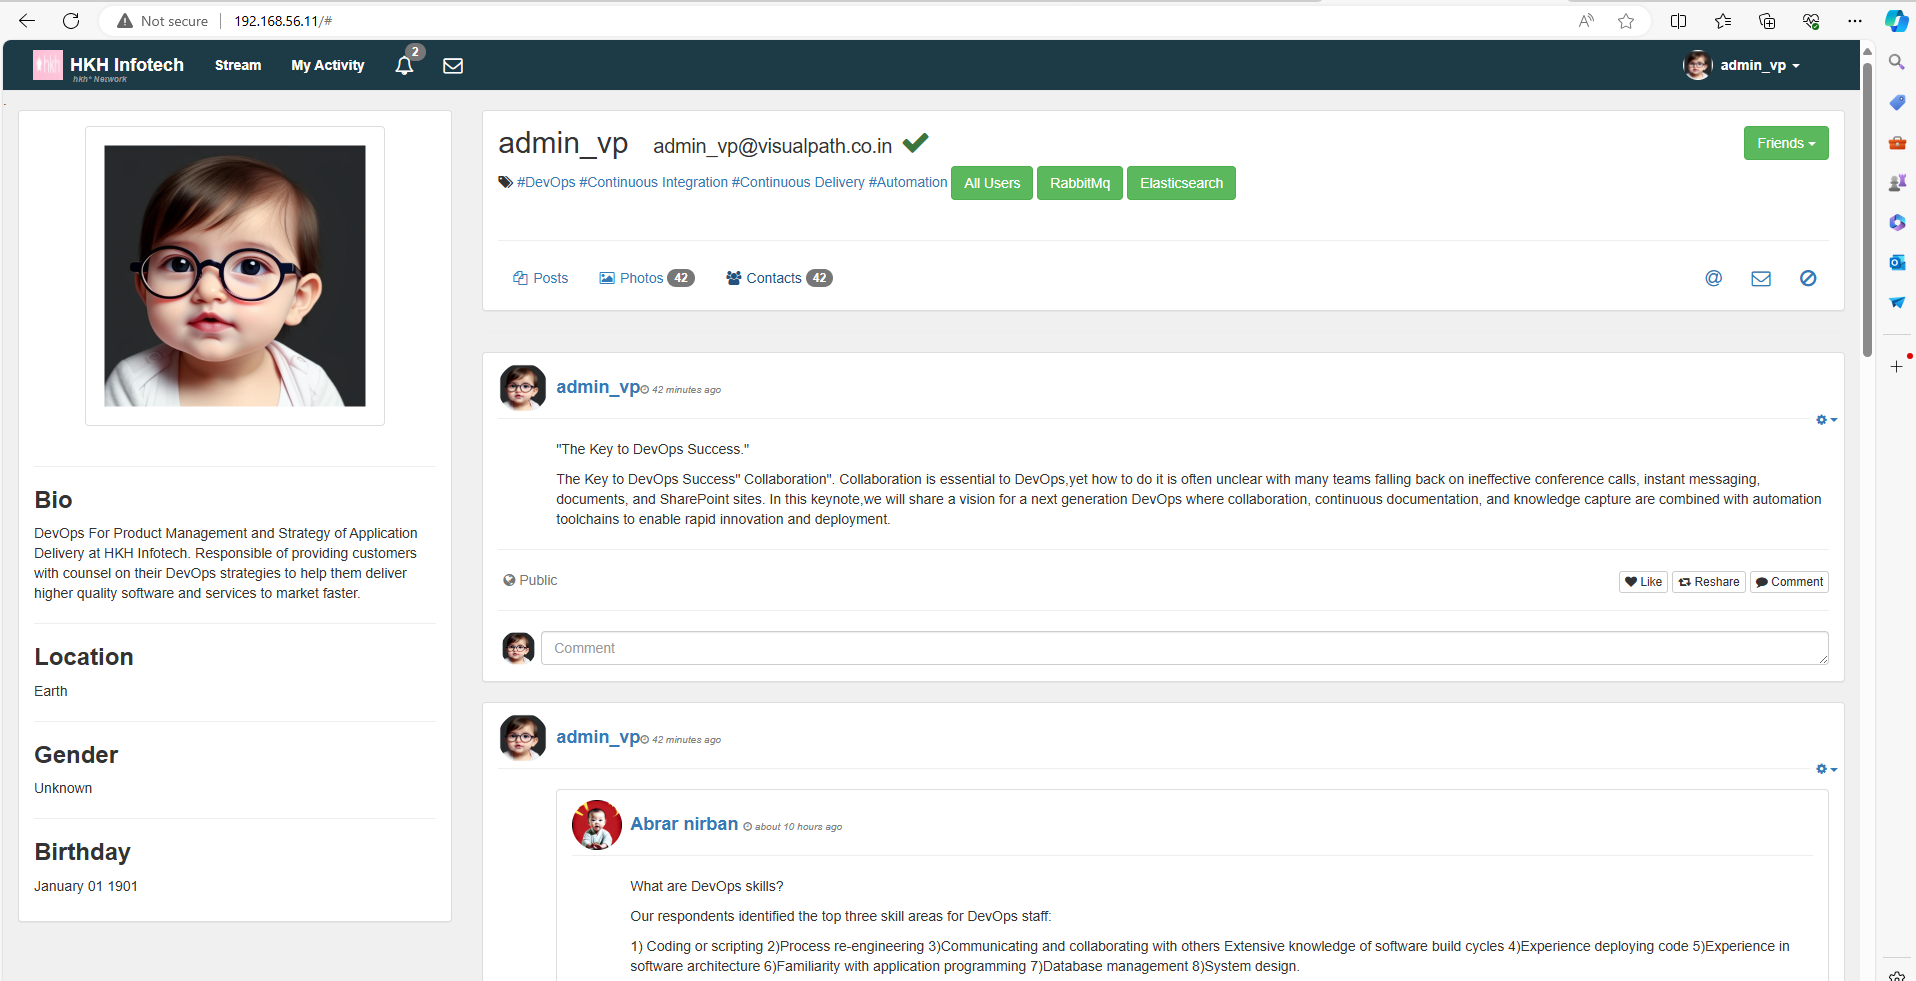 Not secure 192.168.56.11/#
hkh HKH Infotech Stream My Activity 2 admin_vp
hkh* Network
admin_vp admin_vp@visualpath.co.in Friends
#DevOps #Continuous Integration #Continuous Delivery #Automation All Users RabbitMq Elasticsearch
Posts Photos 42 Contacts 42
Bio
DevOps For Product Management and Strategy of Application
Delivery at HKH Infotech. Responsible of providing customers
with counsel on their DevOps strategies to help them deliver
higher quality software and services to market faster.
Location
Earth
Gender
Unknown
Birthday
January 01 1901
admin_vp 42 minutes ago
"The Key to DevOps Success."
The Key to DevOps Success" Collaboration". Collaboration is essential to DevOps,yet how to do it is often unclear with many teams falling back on ineffective conference calls, instant messaging,
documents, and SharePoint sites. In this keynote,we will share a vision for a next generation DevOps where collaboration, continuous documentation, and knowledge capture are combined with automation
toolchains to enable rapid innovation and deployment.
Public Like Reshare Comment
Comment
admin_vp 42 minutes ago
Abrar nirban about 10 hours ago
What are DevOps skills?
Our respondents identified the top three skill areas for DevOps staff:
1) Coding or scripting 2)Process re-engineering 3)Communicating and collaborating with others Extensive knowledge of software build cycles 4)Experience deploying code 5)Experience in
software architecture 6)Familiarity with application programming 7)Database management 8)System design.